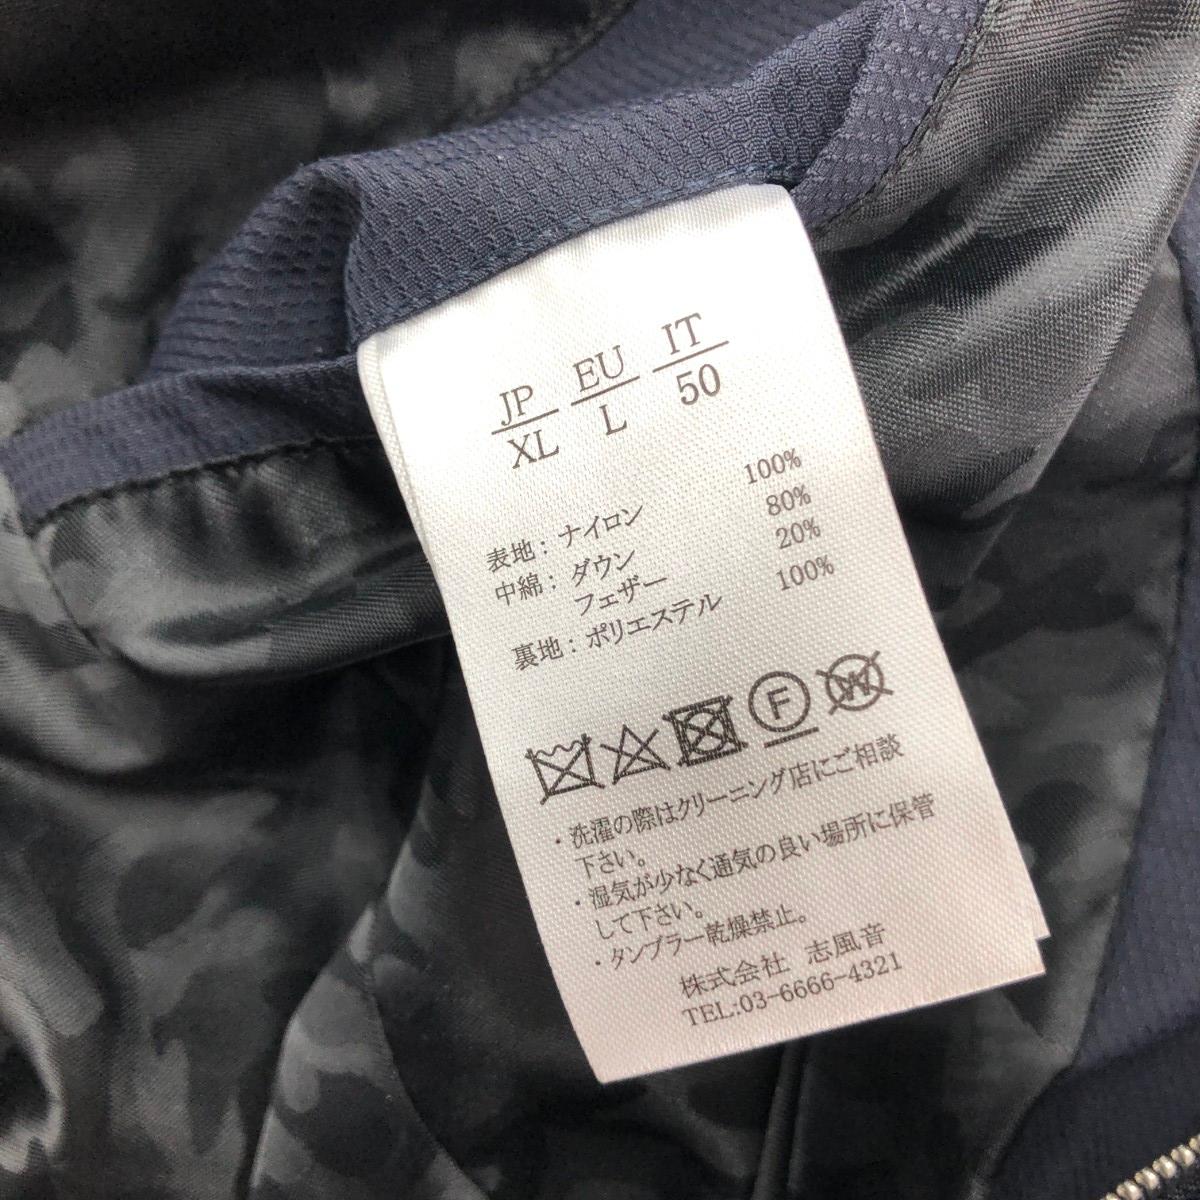 JP EU IT
XL L 50
表地：ナイロン 100%
中綿：ダウン 80%
フェザー 20%
裏地：ポリエステル 100%
F W
・洗濯の際はクリーニング店にご相談
下さい。
・湿気が少なく通気の良い場所に保管
して下さい。
・タンブラー乾燥禁止。
株式会社 志風音
TEL:03-6666-4321